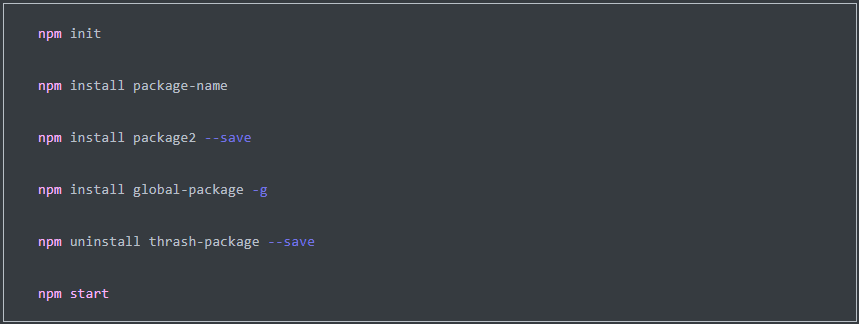 npm init
npm install package-name
npm install package2 --save
npm install global-package -g
npm uninstall thrash-package --save
npm start